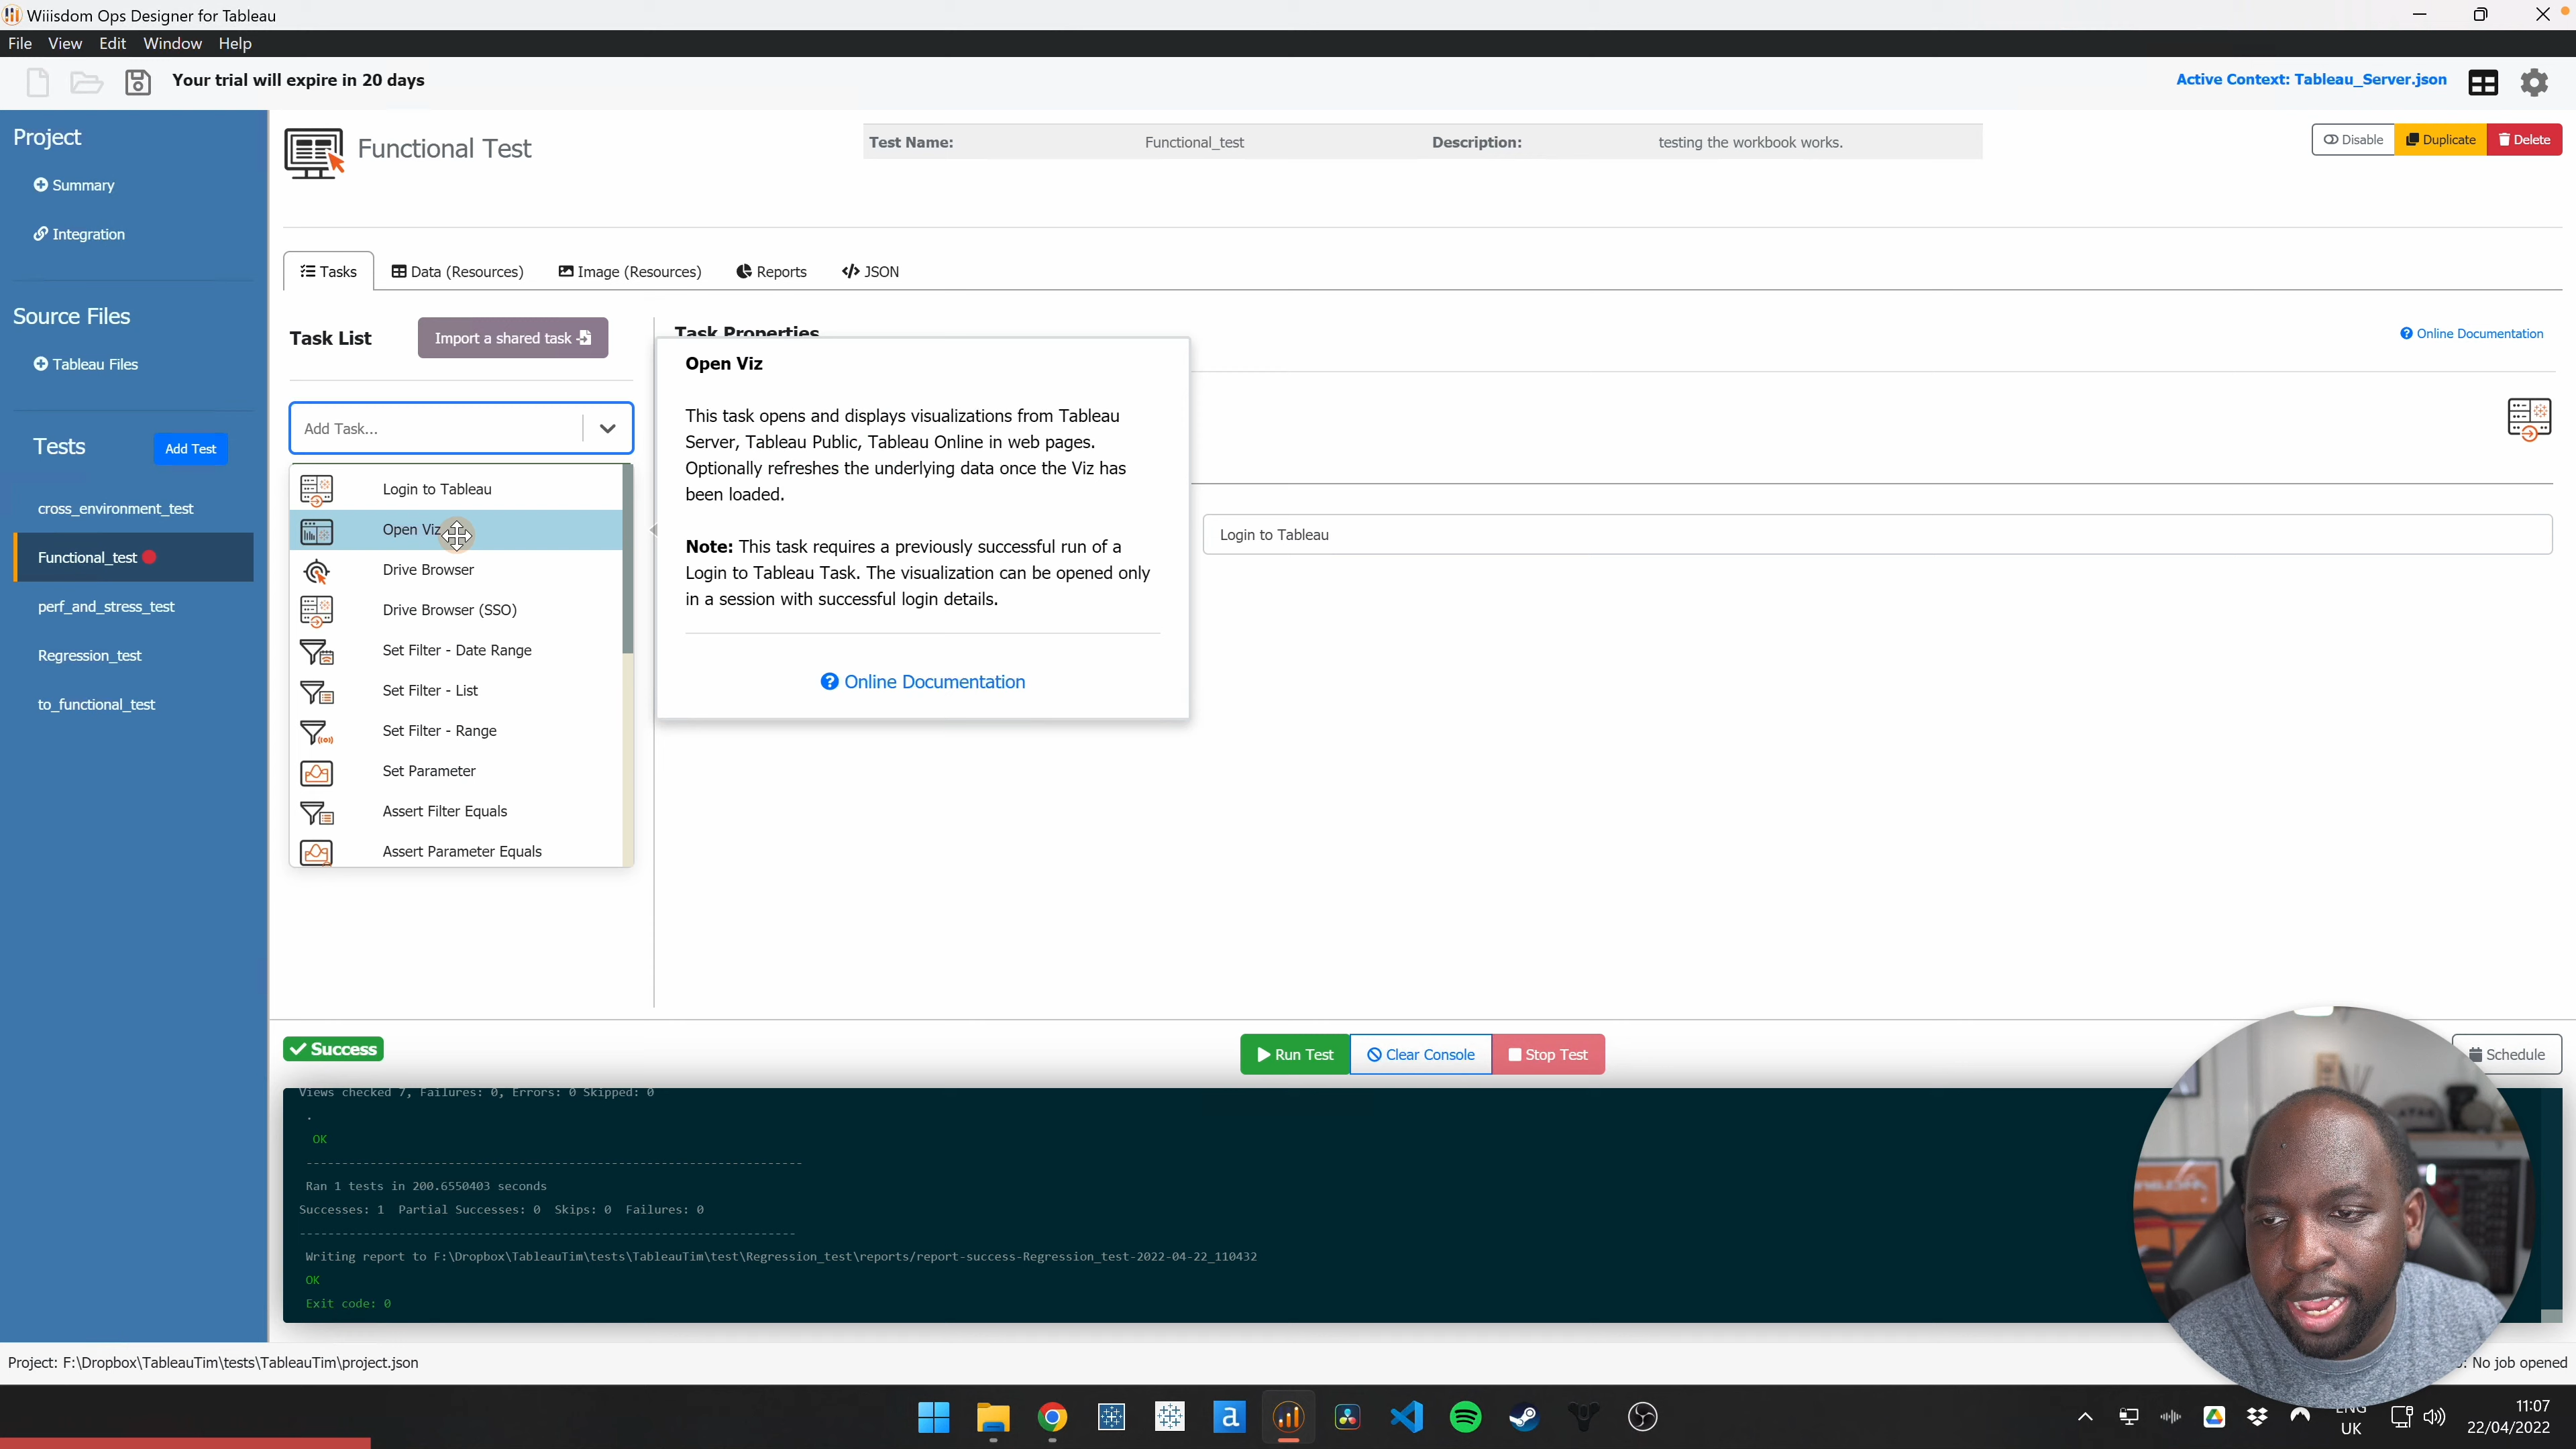 Wiiisdom Ops Designer for Tableau
File View Edit Window Help
Your trial will expire in 20 days
Active Context: Tableau_Server.json
Project
Summary
Integration
Source Files
Tableau Files
Tests
Add Test
cross_environment_test
Functional_test
perf_and_stress_test
Regression_test
to_functional_test
Functional Test
Test Name: Functional_test Description: testing the workbook works.
Disable Duplicate Delete
Tasks Data (Resources) Image (Resources) Reports JSON
Task List
Import a shared task
Task Properties
Online Documentation
Add Task...
Login to Tableau
Open Viz
Drive Browser
Drive Browser (SSO)
Set Filter - Date Range
Set Filter - List
Set Filter - Range
Set Parameter
Assert Filter Equals
Assert Parameter Equals
Open Viz
This task opens and displays visualizations from Tableau
Server, Tableau Public, Tableau Online in web pages.
Optionally refreshes the underlying data once the Viz has
been loaded.
Note: This task requires a previously successful run of a
Login to Tableau Task. The visualization can be opened only
in a session with successful login details.
Online Documentation
Login to Tableau
Success
Run Test Clear Console Stop Test
Schedule
Views checked 7, Failures: 0, Errors: 0 Skipped: 0
.
OK
----------------------------------------------------------------------
Ran 1 tests in 200.6550403 seconds
Successes: 1 Partial Successes: 0 Skips: 0 Failures: 0
----------------------------------------------------------------------
Writing report to F:\Dropbox\TableauTim\tests\TableauTim\test\Regression_test\reports/report-success-Regression_test-2022-04-22_110432
OK
Exit code: 0
Project: F:\Dropbox\TableauTim\tests\TableauTim\project.json
No job opened
ENG
UK
11:07
22/04/2022